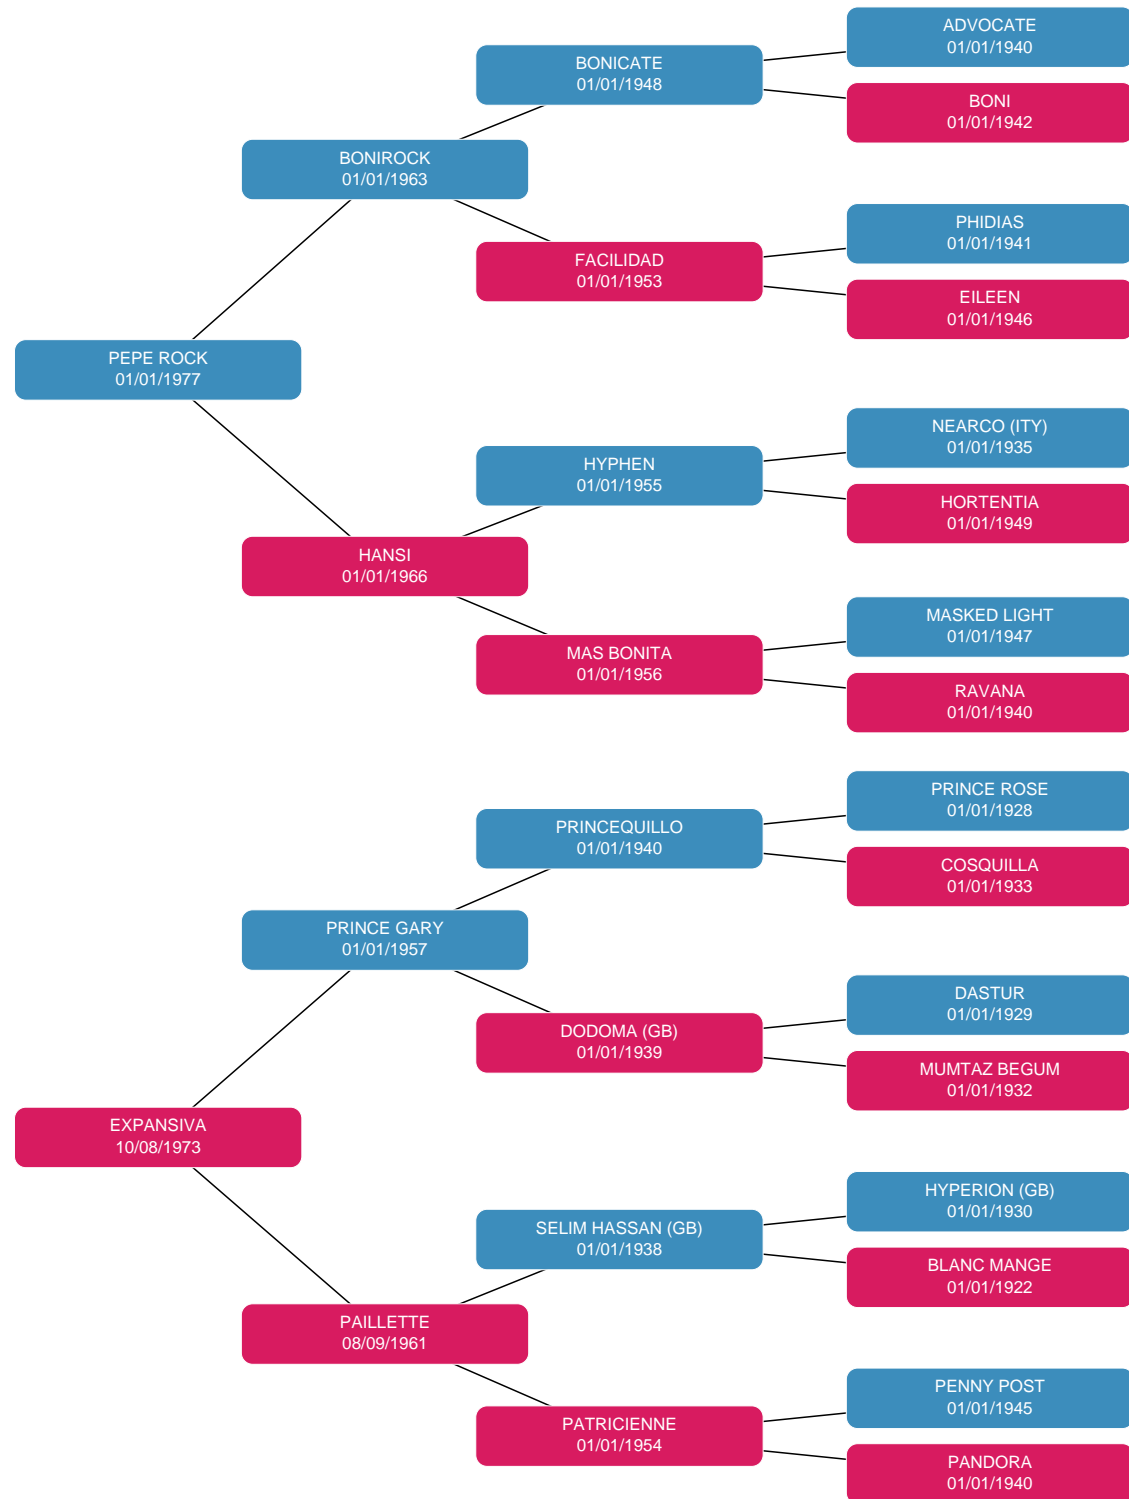 ADVOCATE
01/01/1940
BONICATE
01/01/1948
BONI
01/01/1942
BONIROCK
01/01/1963
PHIDIAS
01/01/1941
FACILIDAD
01/01/1953
EILEEN
01/01/1946
PEPE ROCK
01/01/1977
NEARCO (ITY)
01/01/1935
HYPHEN
01/01/1955
HORTENTIA
01/01/1949
HANSI
01/01/1966
MASKED LIGHT
01/01/1947
MAS BONITA
01/01/1956
RAVANA
01/01/1940
PRINCE ROSE
01/01/1928
PRINCEQUILLO
01/01/1940
COSQUILLA
01/01/1933
PRINCE GARY
01/01/1957
DASTUR
01/01/1929
DODOMA (GB)
01/01/1939
MUMTAZ BEGUM
01/01/1932
EXPANSIVA
10/08/1973
HYPERION (GB)
01/01/1930
SELIM HASSAN (GB)
01/01/1938
BLANC MANGE
01/01/1922
PAILLETTE
08/09/1961
PENNY POST
01/01/1945
PATRICIENNE
01/01/1954
PANDORA
01/01/1940